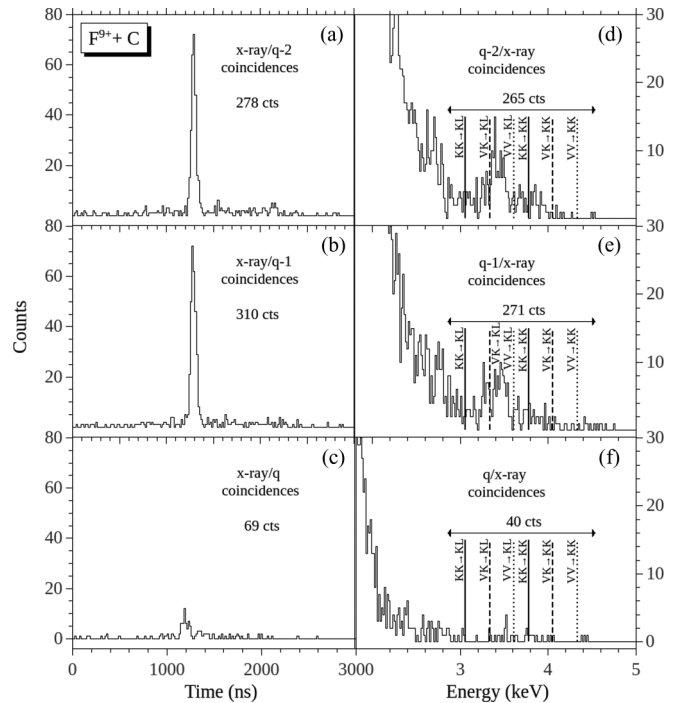 F9++ C
(a)
x-ray/q-2
coincidences
278 cts
80
60
40
20
(d)
q-2/x-ray
coincidences
265 cts
30
20
10
KK→KL
VK→KL
VV→KL
KK→KK
VK→KK
VV→KK
(b)
x-ray/q-1
coincidences
310 cts
80
60
40
20
(e)
q-1/x-ray
coincidences
271 cts
30
20
10
KK→KL
VK→KL
VV→KL
KK→KK
VK→KK
VV→KK
Counts
(c)
x-ray/q
coincidences
69 cts
80
60
40
20
0
(f)
q/x-ray
coincidences
40 cts
30
20
10
0
KK→KL
VK→KL
VV→KL
KK→KK
VK→KK
VV→KK
0 1000 2000 3000 3 4 5
Time (ns) Energy (keV)